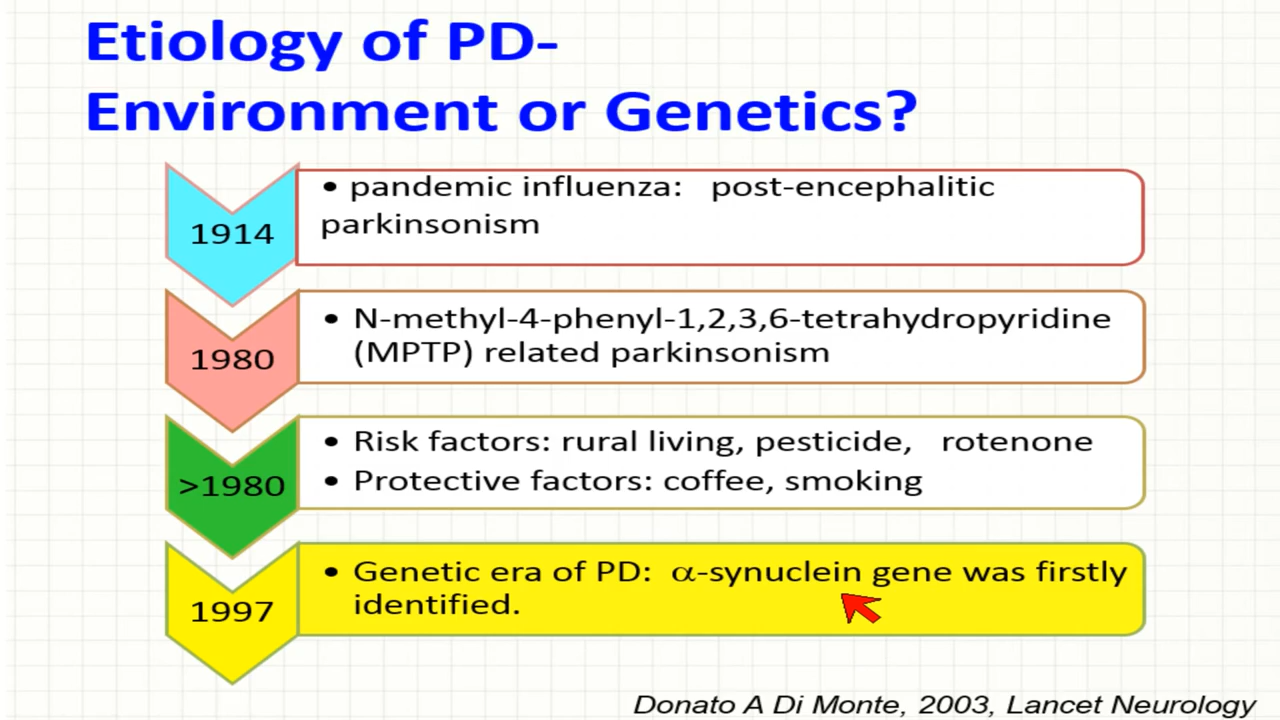 Etiology of PD-
Environment or Genetics?
1914
• pandemic influenza: post-encephalitic
parkinsonism
1980
• N-methyl-4-phenyl-1,2,3,6-tetrahydropyridine
(MPTP) related parkinsonism
>1980
• Risk factors: rural living, pesticide, rotenone
• Protective factors: coffee, smoking
1997
• Genetic era of PD: α-synuclein gene was firstly
identified.
Donato A Di Monte, 2003, Lancet Neurology